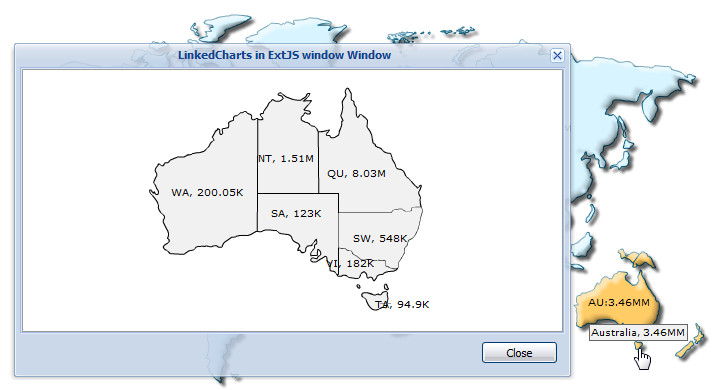 LinkedCharts in ExtJS window Window
NT, 1.51M
QU, 8.03M
WA, 200.05K
SA, 123K
SW, 548K
VI, 182K
TA, 94.9K
AU:3.46MM
Australia, 3.46MM
Close